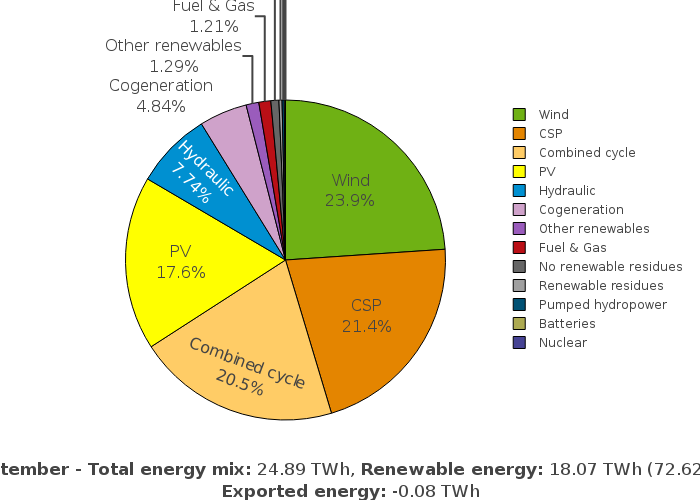 Fuel & Gas
1.21%
Other renewables
1.29%
Cogeneration
4.84%
Hydraulic
7.74%
Wind
23.9%
PV
17.6%
CSP
21.4%
Combined cycle
20.5%
Wind
CSP
Combined cycle
PV
Hydraulic
Cogeneration
Other renewables
Fuel & Gas
No renewable residues
Renewable residues
Pumped hydropower
Batteries
Nuclear
tember - Total energy mix: 24.89 TWh, Renewable energy: 18.07 TWh (72.62
Exported energy: -0.08 TWh